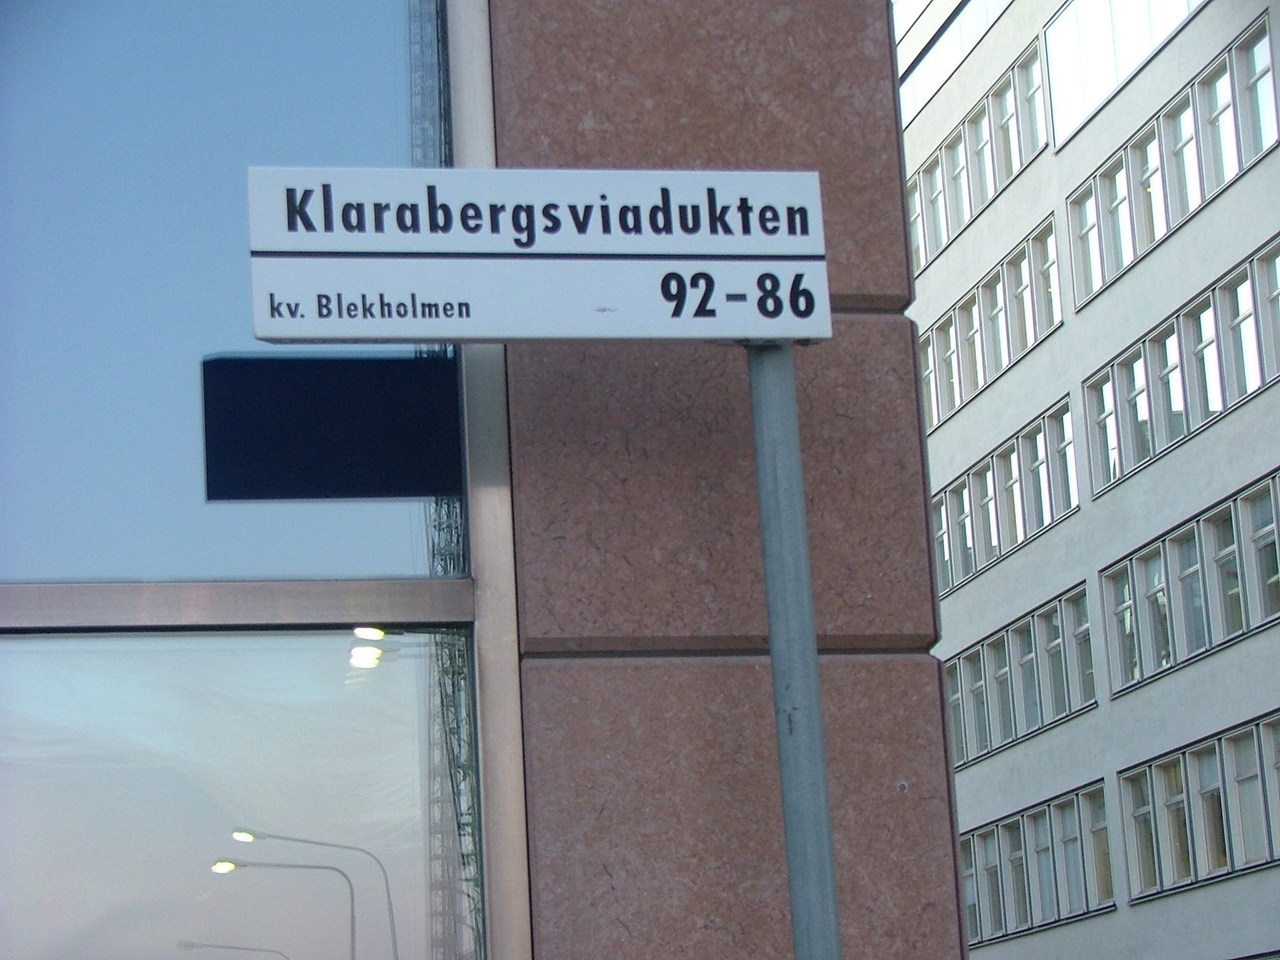 Klarabergsviadukten
kv. Blekholmen 92-86